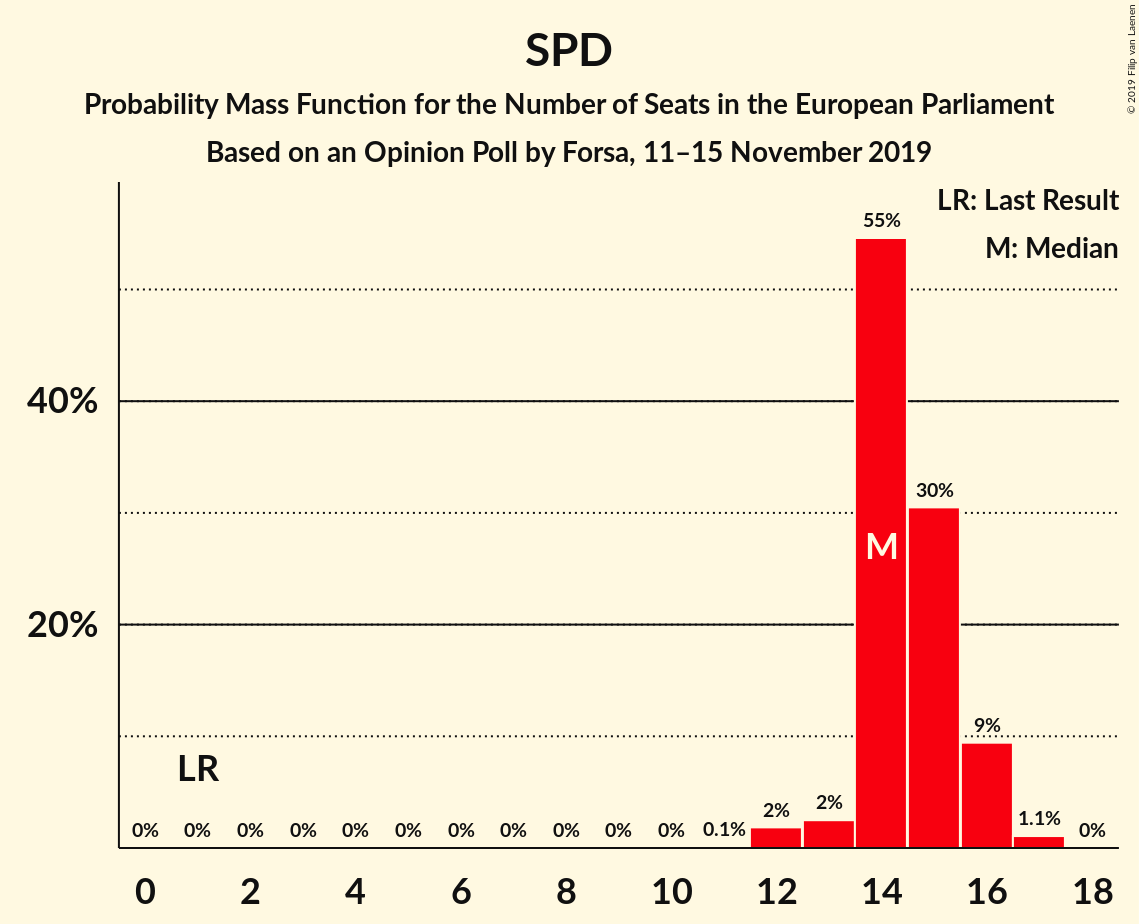 SPD
Probability Mass Function for the Number of Seats in the European Parliament
Based on an Opinion Poll by Forsa, 11–15 November 2019
© 2019 Filip van Laenen
LR: Last Result
M: Median
55%
40%
30%
M
20%
9%
LR
0% 0% 0% 0% 0% 0% 0% 0% 0% 0% 0% 0.1% 2% 2% 1.1% 0%
0 2 4 6 8 10 12 14 16 18